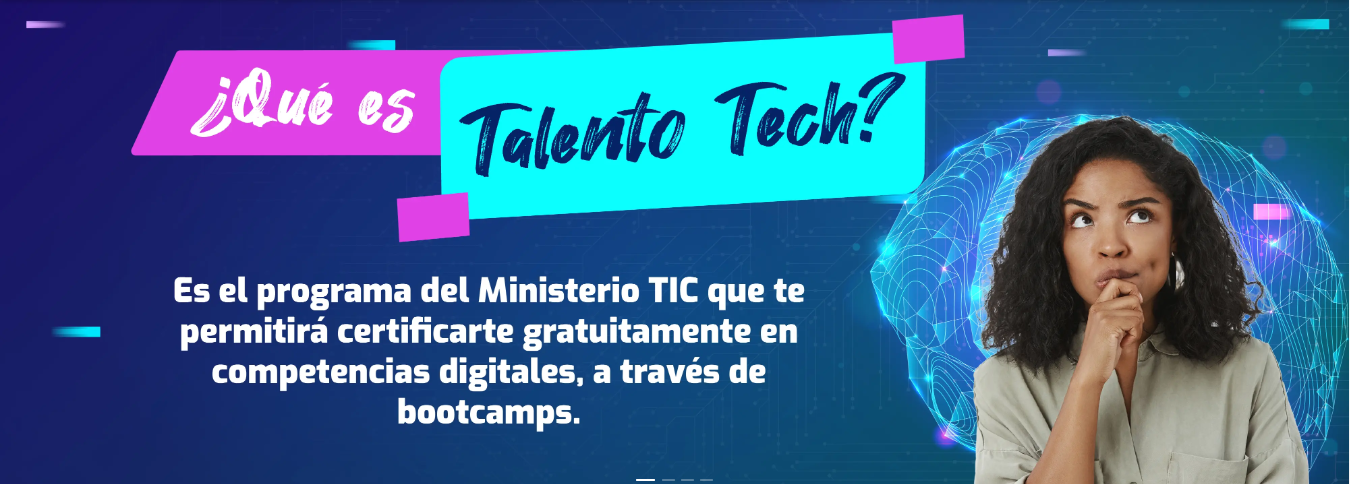 ¿Qué es
Talento Tech?
Es el programa del Ministerio TIC que te
permitirá certificarte gratuitamente en
competencias digitales, a través de
bootcamps.